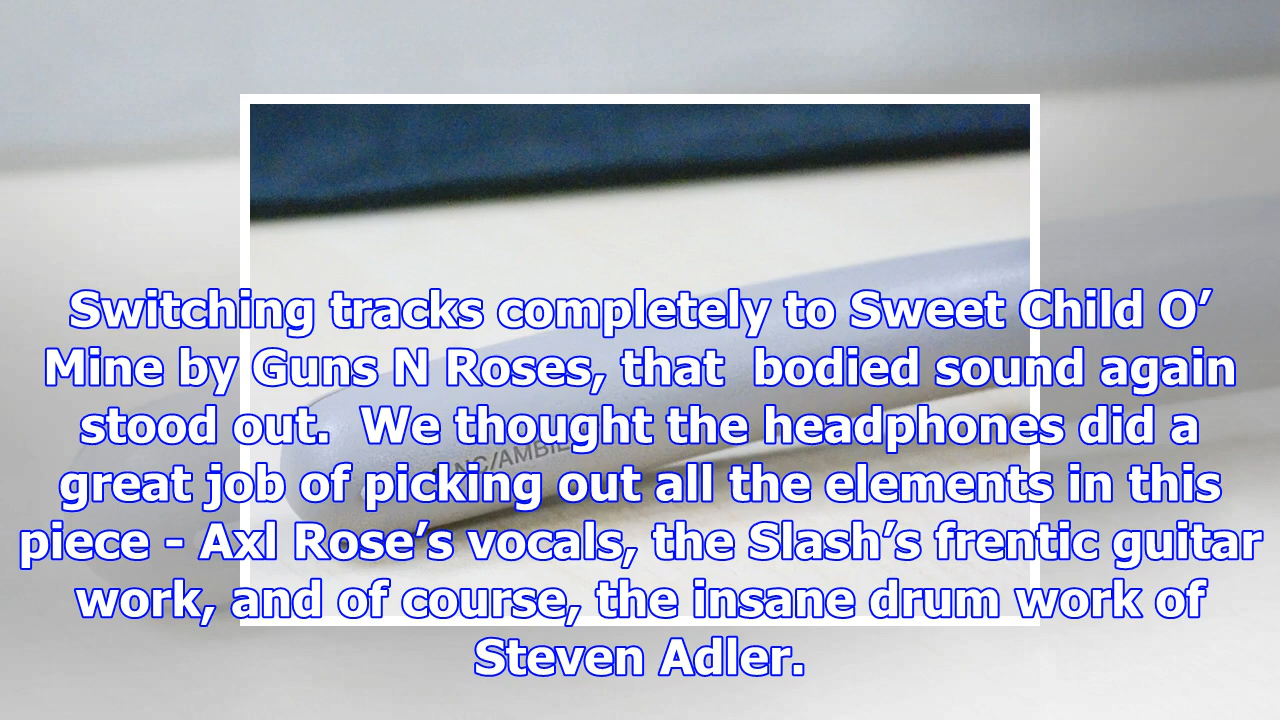 Switching tracks completely to Sweet Child O’
Mine by Guns N Roses, that  bodied sound again
stood out.  We thought the headphones did a
great job of picking out all the elements in this
piece - Axl Rose’s vocals, the Slash’s frentic guitar
work, and of course, the insane drum work of
Steven Adler.